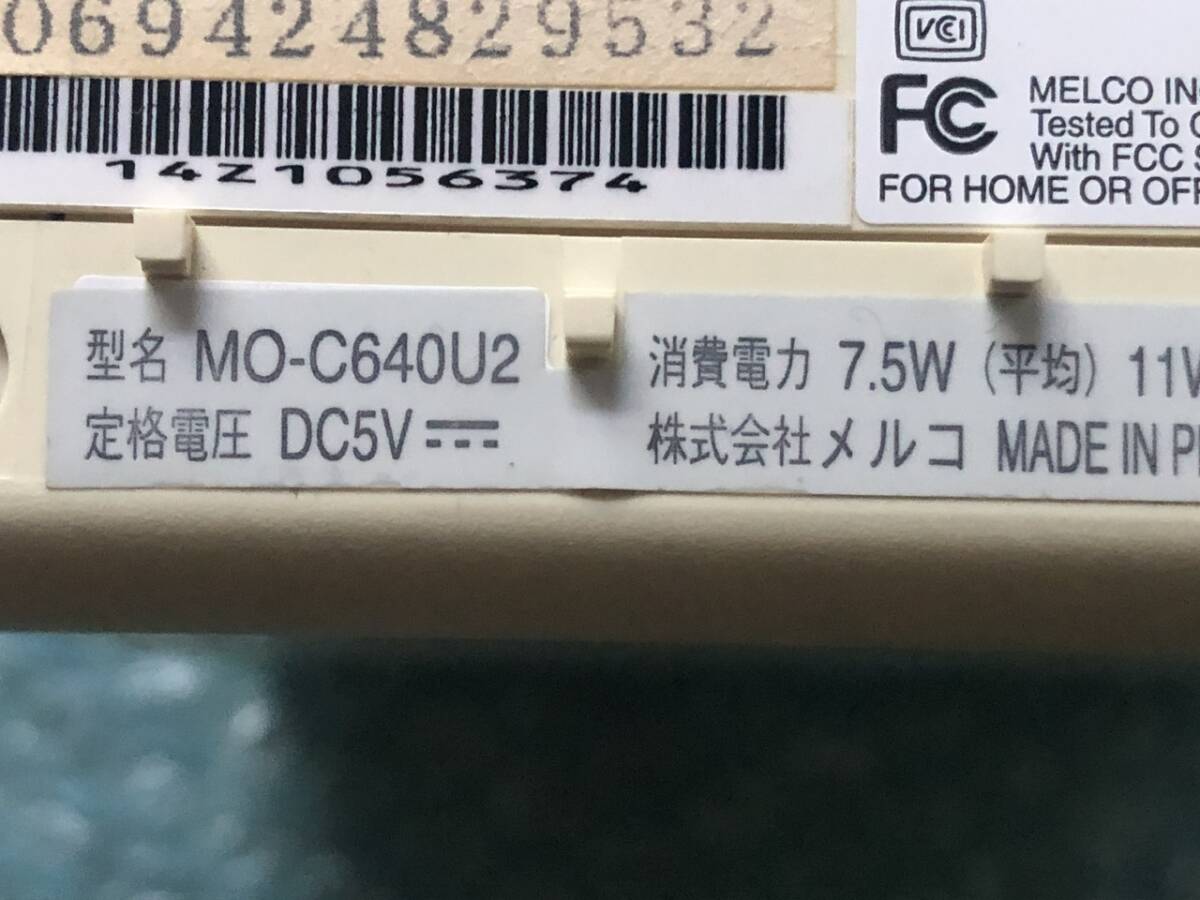 069424829532
14Z1056374
VCI
FC
MELCO IN
Tested To
With FCC
FOR HOME OR OFF
型名 MO-C640U2
定格電圧 DC5V
消費電力 7.5W (平均) 11W
株式会社メルコ MADE IN P